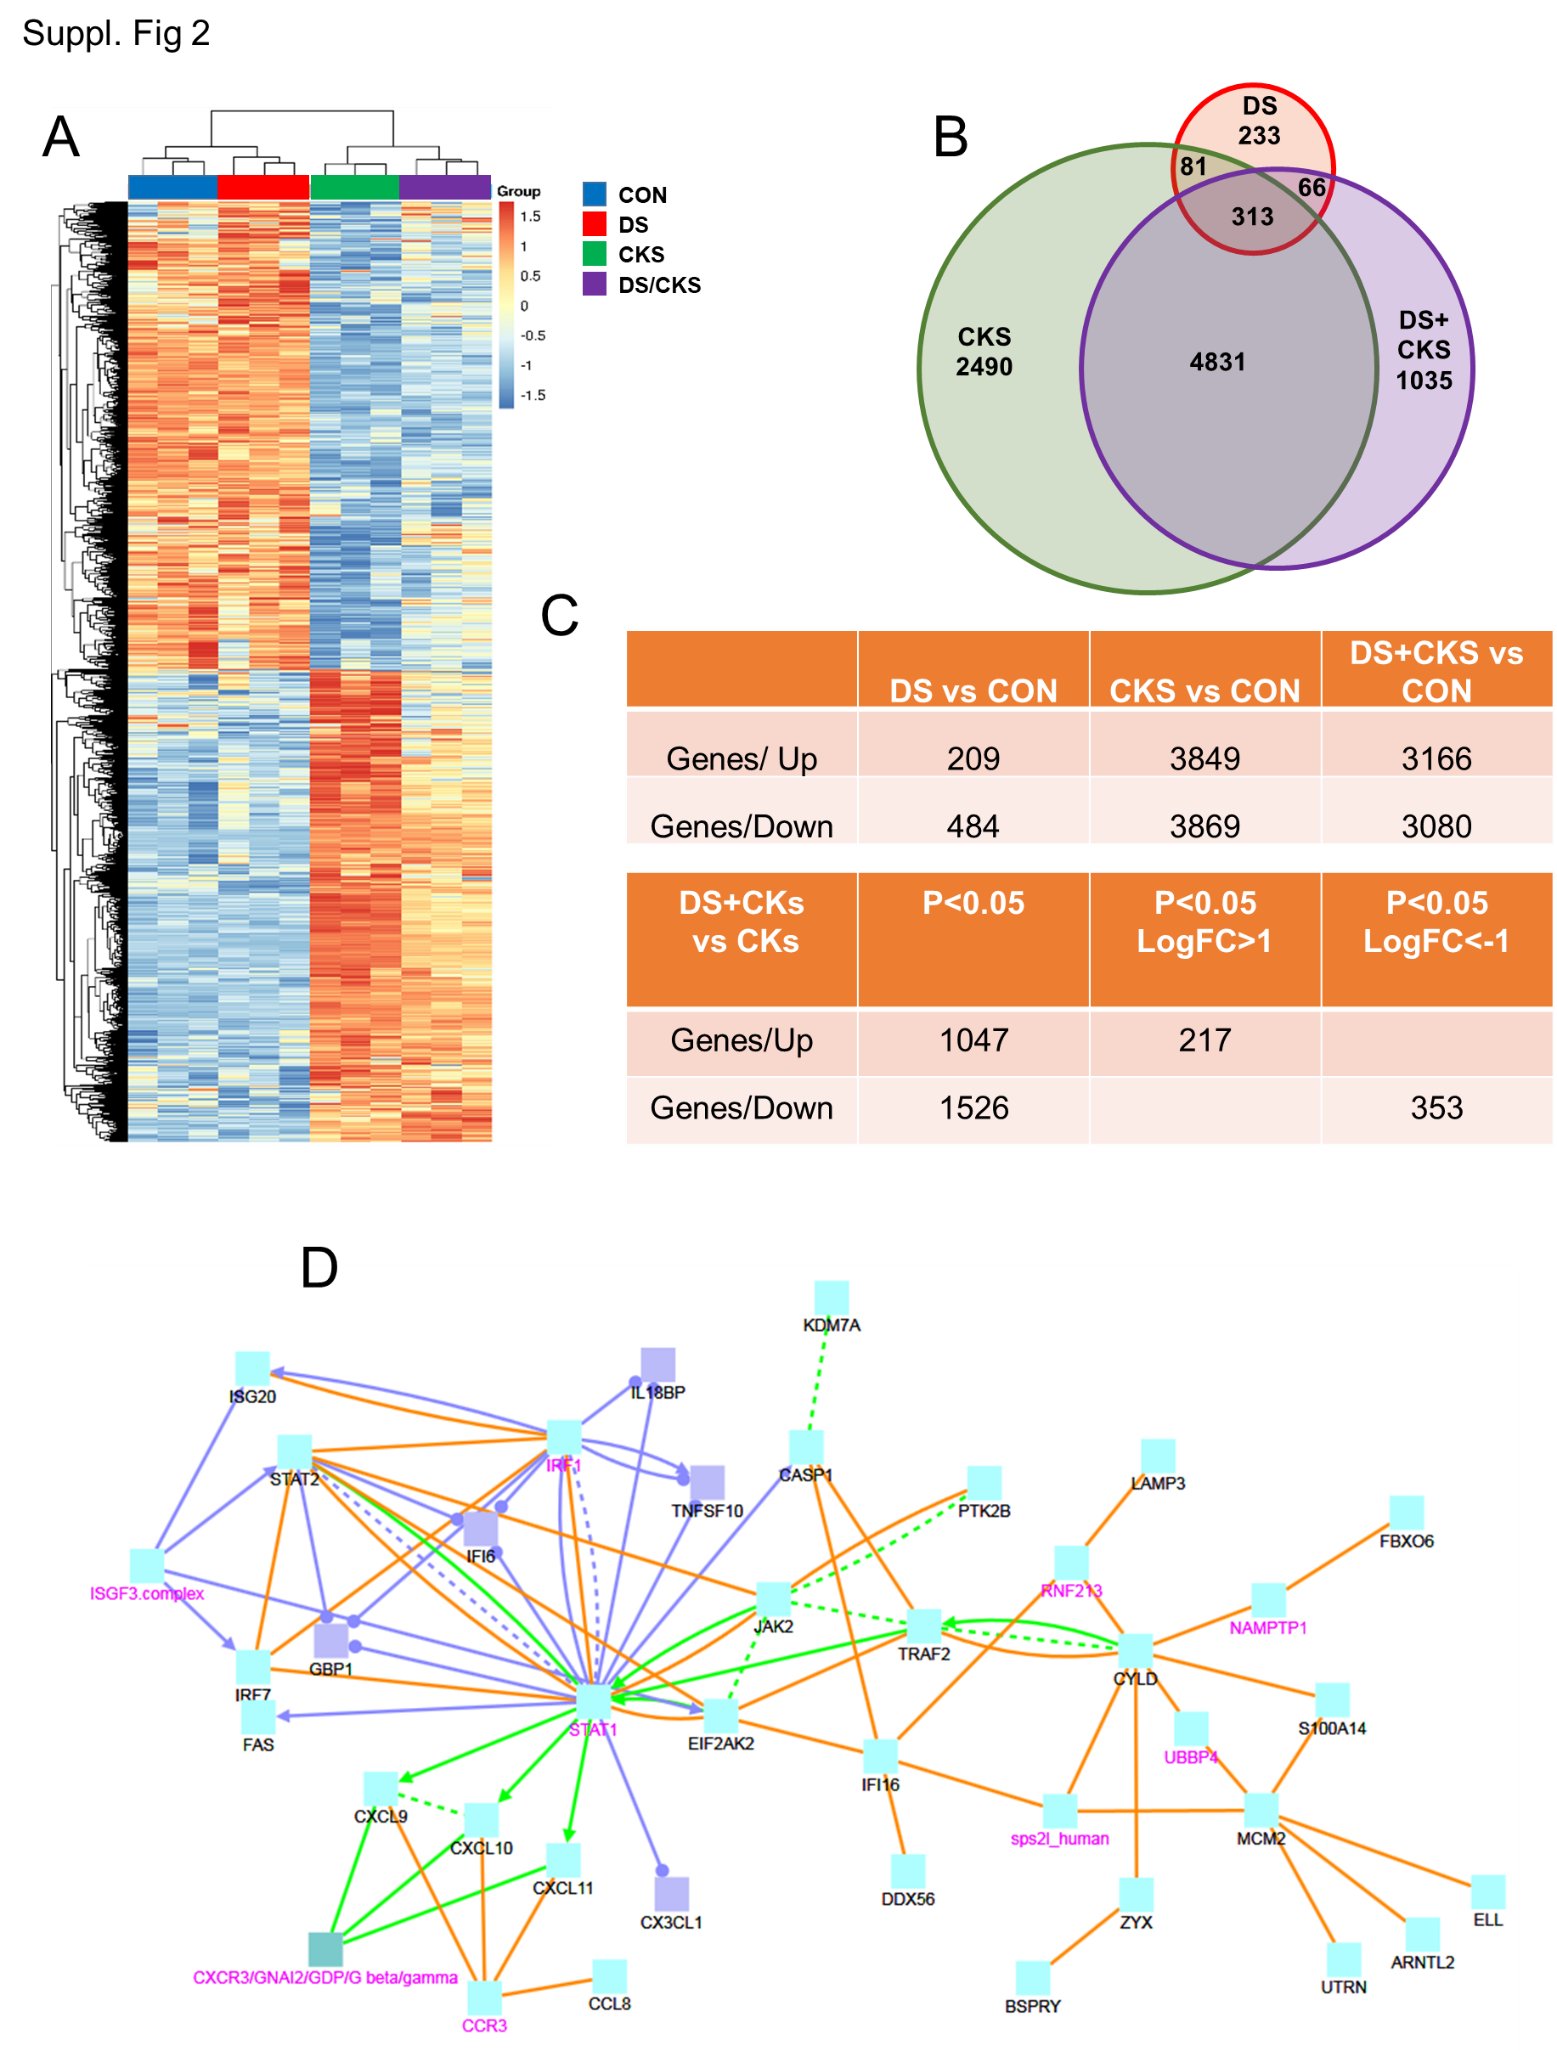 Suppl. Fig 2
A
Group
1.5
1
0.5
0
-0.5
-1
-1.5
CON
DS
CKS
DS/CKS
B
DS
233
81
66
313
CKS
2490
4831
DS+
CKS
1035
C
DS vs CON
CKS vs CON
DS+CKS vs
CON
Genes/ Up
209
3849
3166
Genes/Down
484
3869
3080
DS+CKs
vs CKs
P<0.05
P<0.05
LogFC>1
P<0.05
LogFC<-1
Genes/Up
1047
217
Genes/Down
1526
353
D
KDM7A
ISG20
IL18BP
STAT2
IRF1
CASP1
TNFSF10
PTK2B
LAMP3
FBXO6
IFI6
ISGF3.complex
RNF213
JAK2
NAMPTP1
GBP1
TRAF2
IRF7
CYLD
FAS
STAT1
EIF2AK2
S100A14
UBBP4
IFI16
CXCL9
CXCL10
sps2l_human
MCM2
CXCL11
DDX56
CX3CL1
ZYX
ELL
CXCR3/GNAI2/GDP/G beta/gamma
ARNTL2
CCL8
BSPRY
UTRN
CCR3